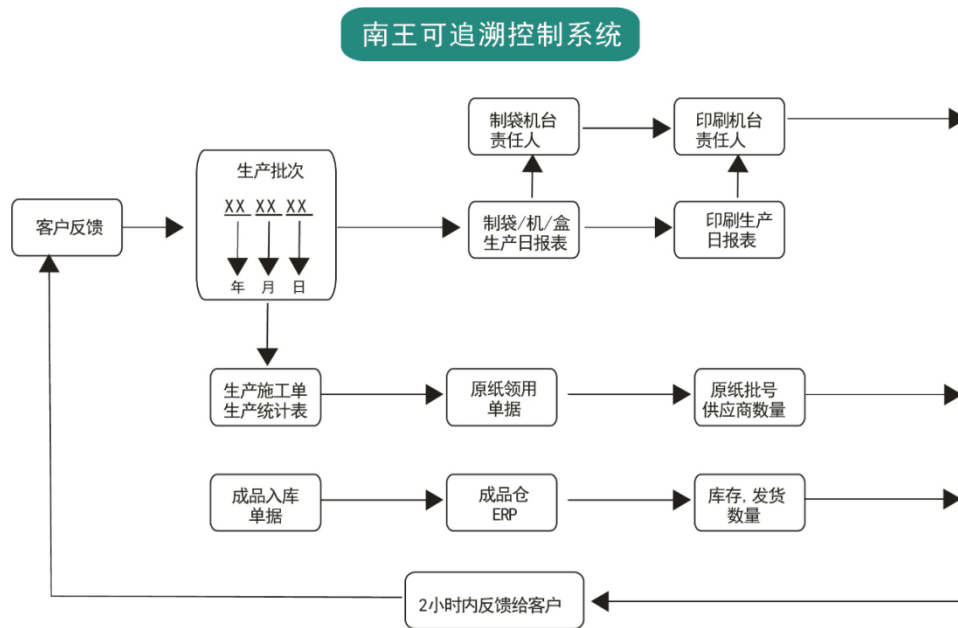 南王可追溯控制系统
制袋机台
责任人
印刷机台
责任人
生产批次
XX XX XX
年 月 日
客户反馈
制袋/机/盒
生产日报表
印刷生产
日报表
生产施工单
生产统计表
原纸领用
单据
原纸批号
供应商数量
成品入库
单据
成品仓
ERP
库存,发货
数量
2小时内反馈给客户